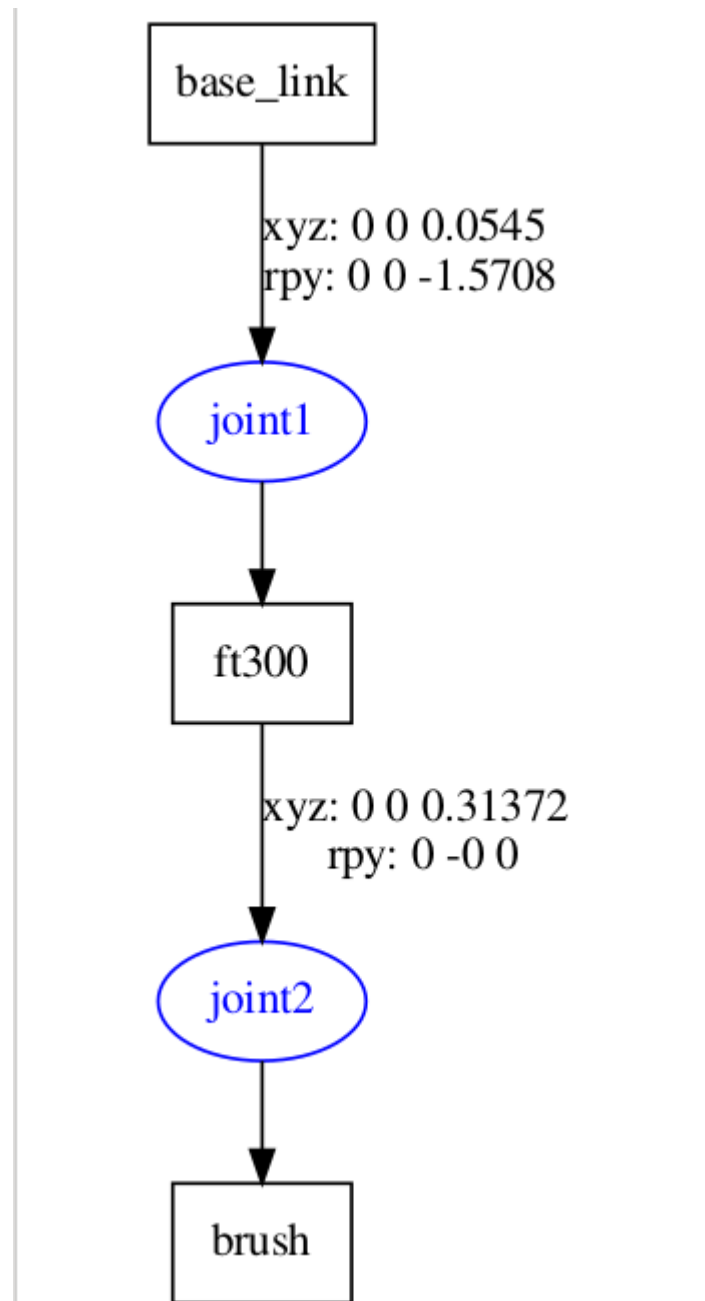 base_link
xyz: 0 0 0.0545
rpy: 0 0 -1.5708
joint1
ft300
xyz: 0 0 0.31372
rpy: 0 -0 0
joint2
brush